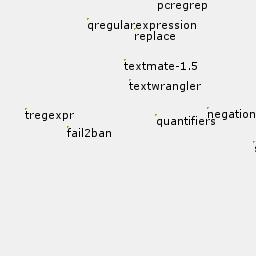 pcregrep
qregularexpression
replace
textmate-1.5
textwrangler
tregexpr
negation
quantifiers
fail2ban